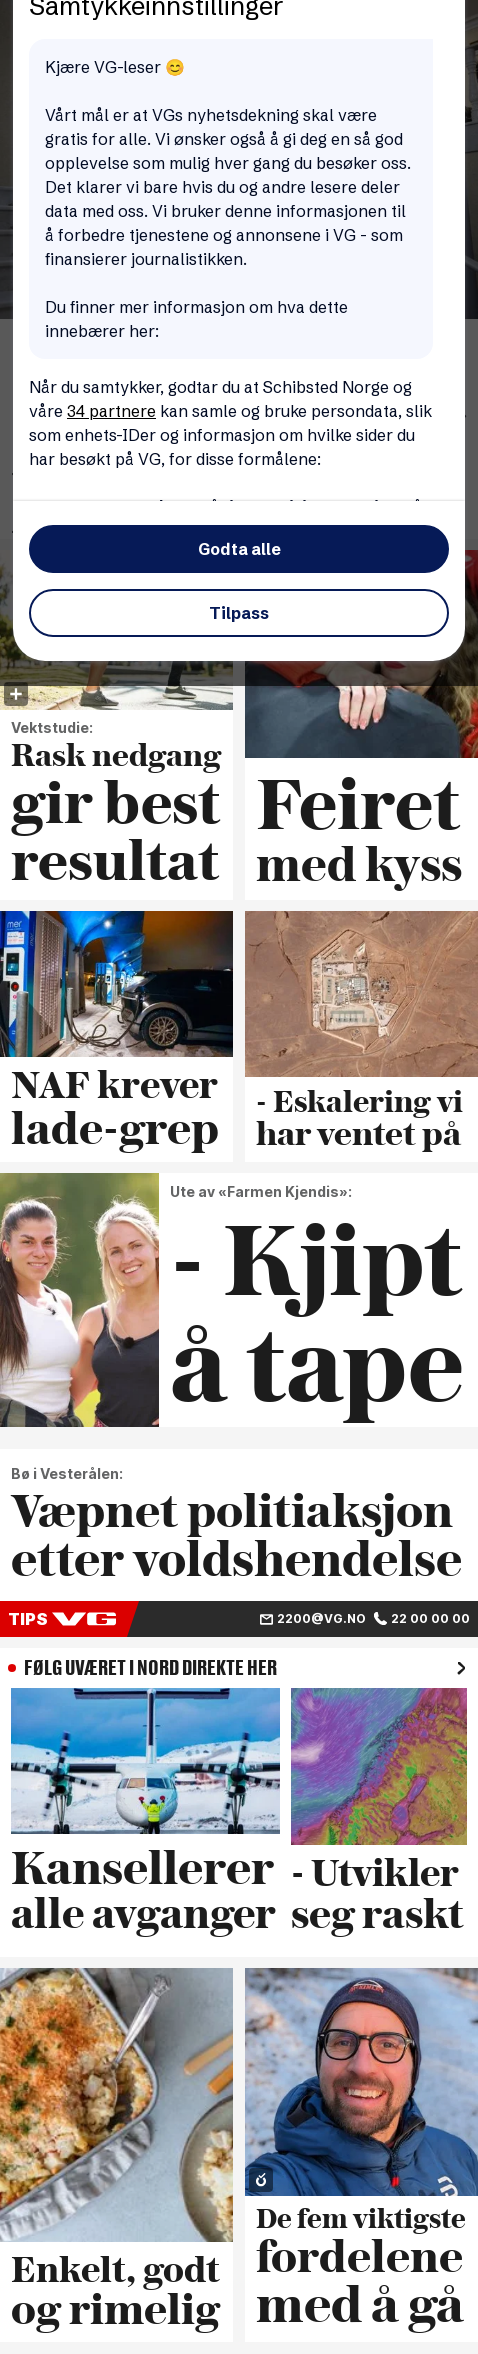 Samtykkeinnstillinger
Kjære VG-leser 😊
Vårt mål er at VGs nyhetsdekning skal være
gratis for alle. Vi ønsker også å gi deg en så god
opplevelse som mulig hver gang du besøker oss.
Det klarer vi bare hvis du og andre lesere deler
data med oss. Vi bruker denne informasjonen til
å forbedre tjenestene og annonsene i VG - som
finansierer journalistikken.
Du finner mer informasjon om hva dette
innebærer her:
Når du samtykker, godtar du at Schibsted Norge og
våre 34 partnere kan samle og bruke persondata, slik
som enhets-IDer og informasjon om hvilke sider du
har besøkt på VG, for disse formålene:
Godta alle
Tilpass
Vektstudie:
Rask nedgang
gir best
resultat
Feiret
med kyss
mer
NAF krever
lade-grep
- Eskalering vi
har ventet på
Ute av «Farmen Kjendis»:
- Kjipt
å tape
Bø i Vesterålen:
Væpnet politiaksjon
etter voldshendelse
TIPS VG 2200@VG.NO 22 00 00 00
FØLG UVÆRET I NORD DIREKTE HER
Kansellerer
alle avganger
- Utvikler
seg raskt
Enkelt, godt
og rimelig
De fem viktigste
fordelene
med å gå